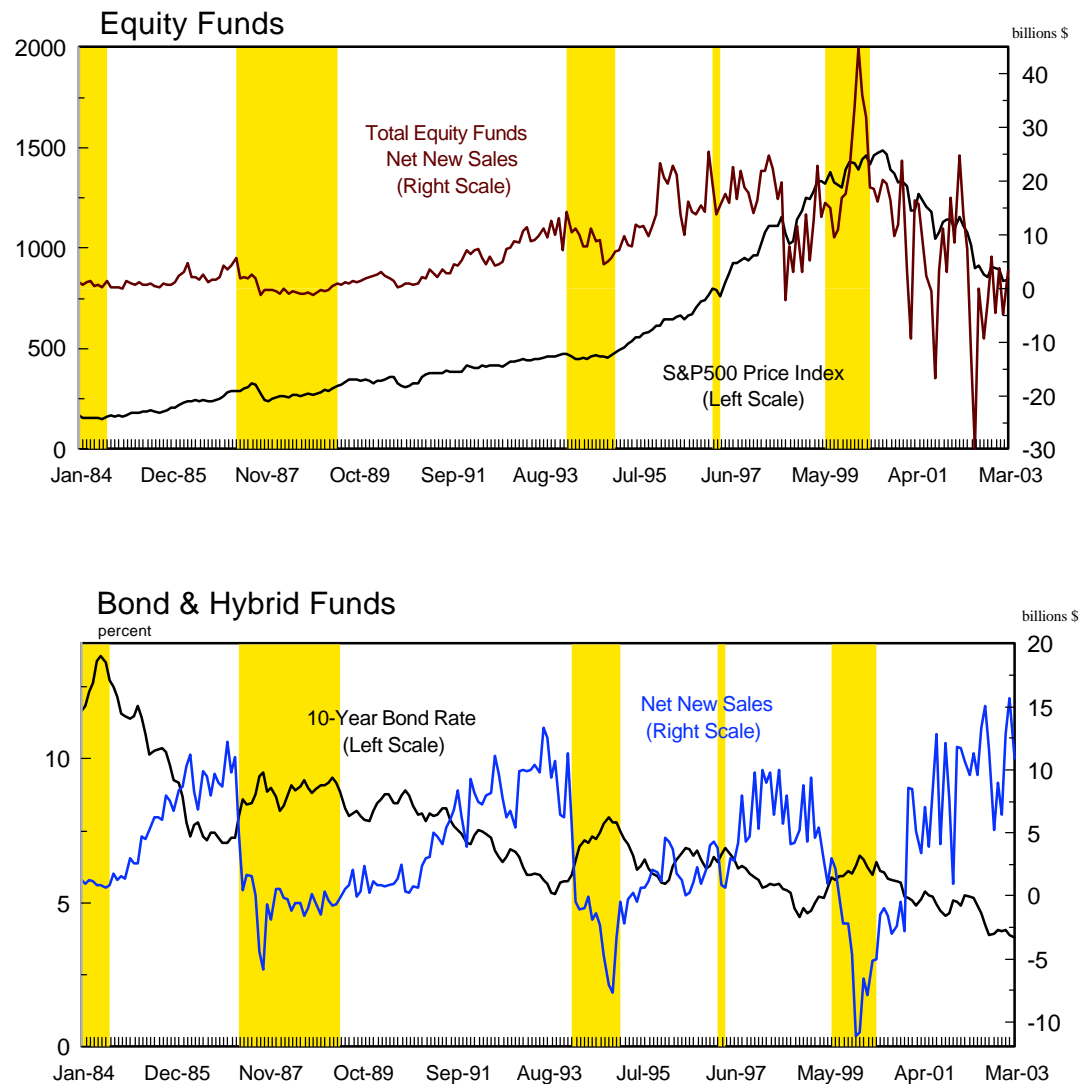 Equity Funds
billions $
2000
1500
1000
500
0
40
30
20
10
0
-10
-20
-30
Total Equity Funds
Net New Sales
(Right Scale)
S&P500 Price Index
(Left Scale)
Jan-84 Dec-85 Nov-87 Oct-89 Sep-91 Aug-93 Jul-95 Jun-97 May-99 Apr-01 Mar-03
Bond & Hybrid Funds
percent
billions $
10
5
0
20
15
10
5
0
-5
-10
10-Year Bond Rate
(Left Scale)
Net New Sales
(Right Scale)
Jan-84 Dec-85 Nov-87 Oct-89 Sep-91 Aug-93 Jul-95 Jun-97 May-99 Apr-01 Mar-03